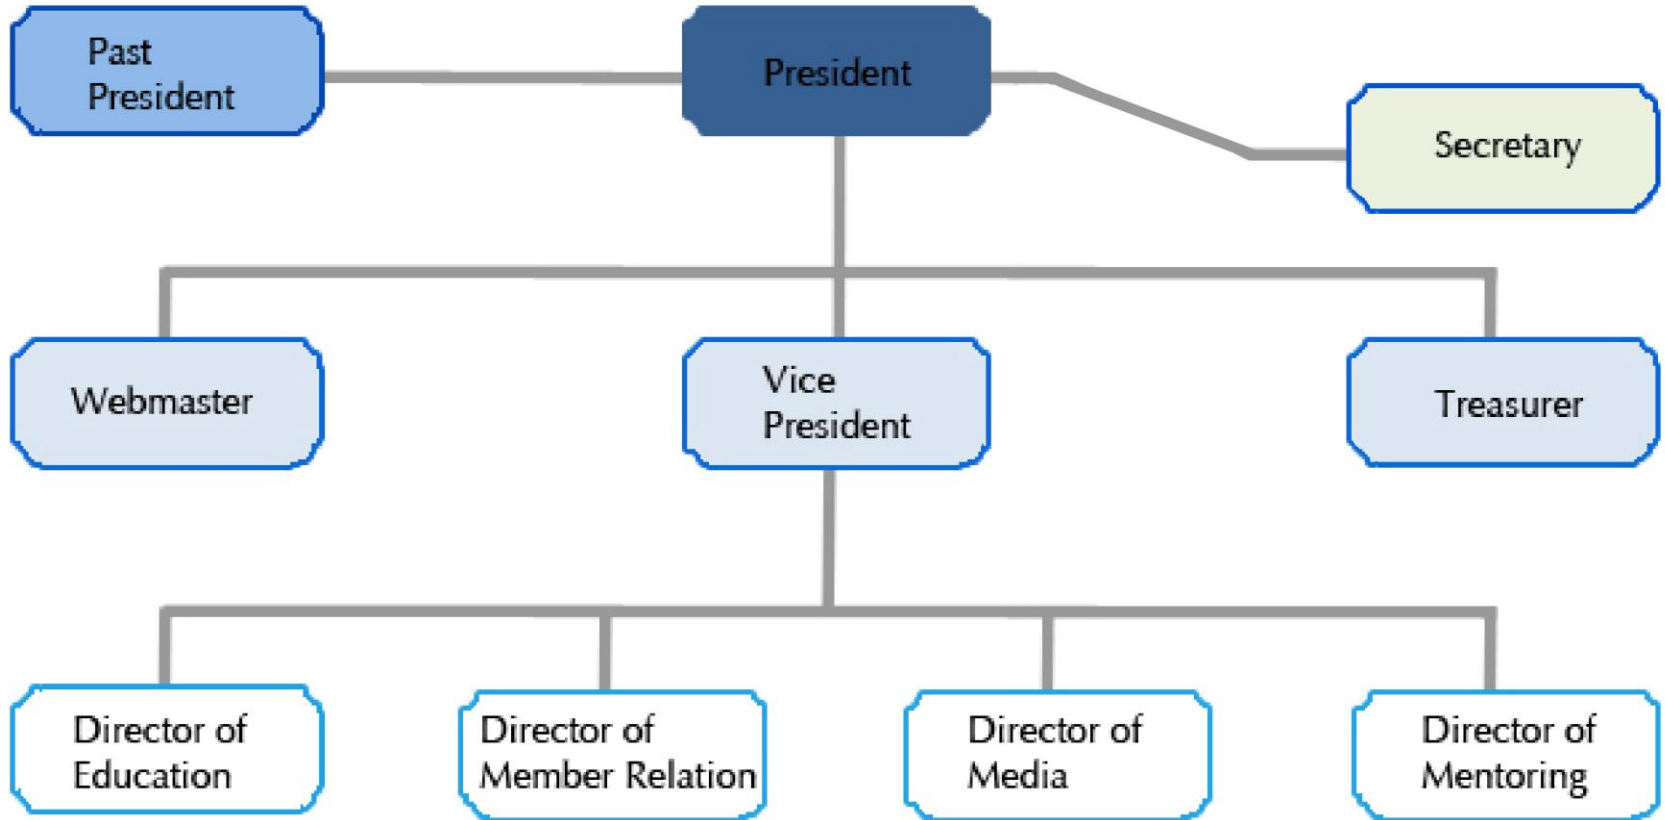 Past
President
President
Secretary
Webmaster
Vice
President
Treasurer
Director of
Education
Director of
Member Relation
Director of
Media
Director of
Mentoring